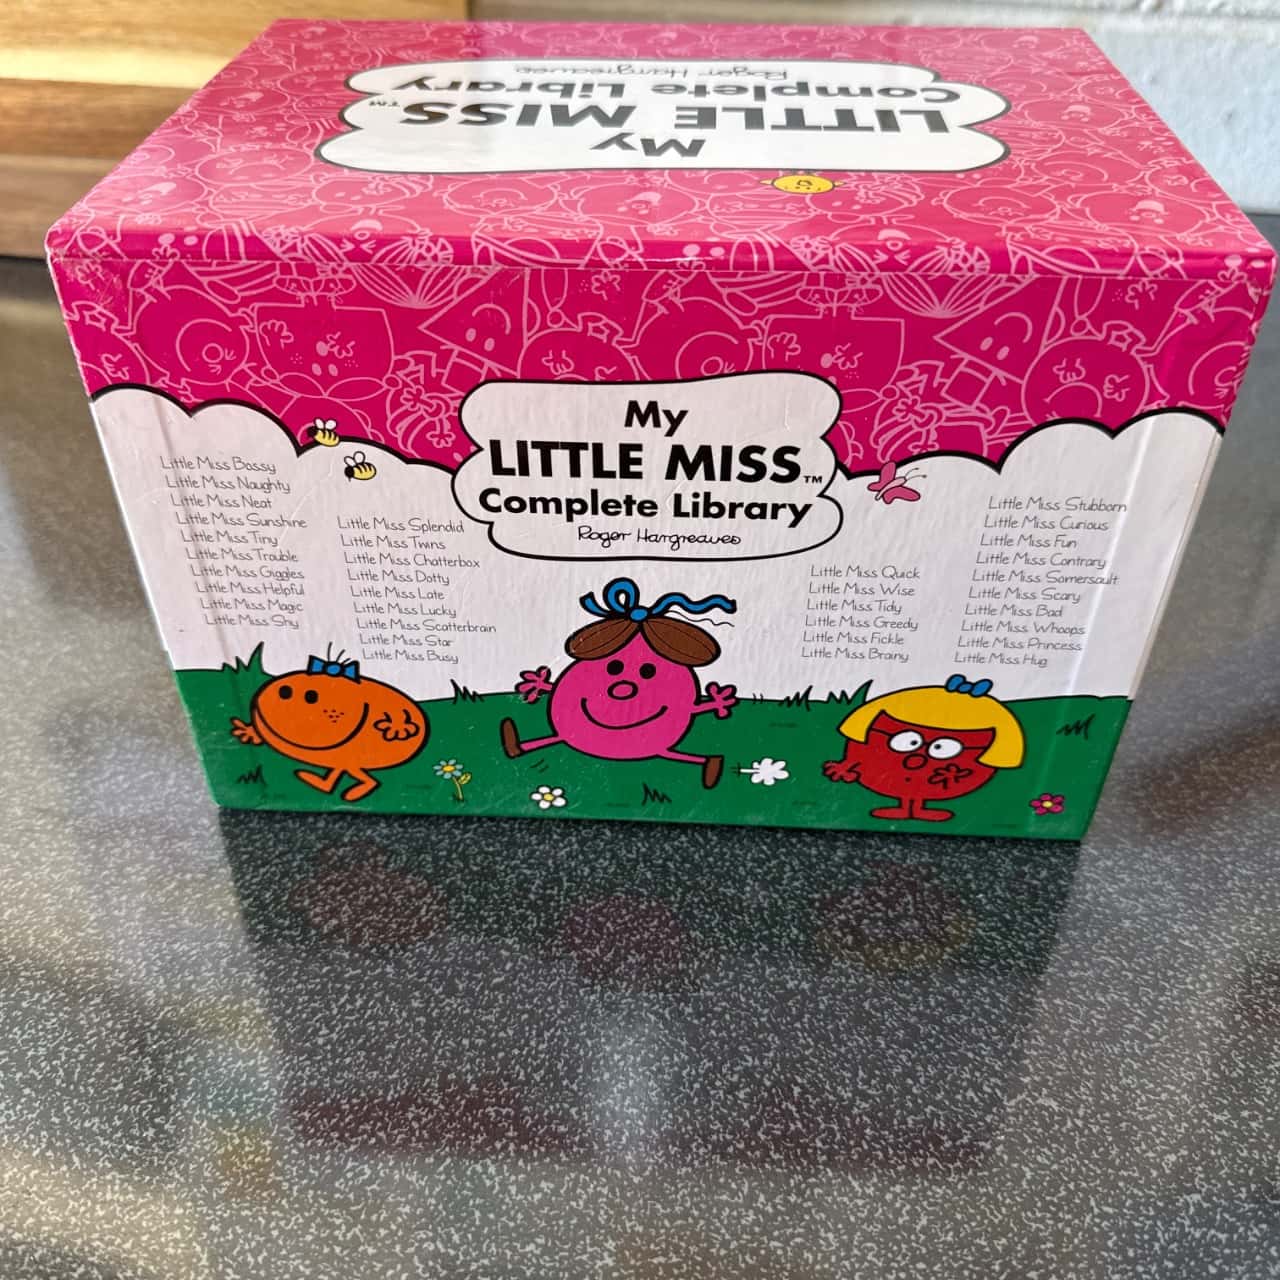 My
LITTLE MISS™
Complete Library
Roger Hargreaves
My
LITTLE MISS™
Complete Library
Roger Hargreaves
Little Miss Bossy
Little Miss Naughty
Little Miss Neat
Little Miss Sunshine
Little Miss Tiny
Little Miss Trouble
Little Miss Giggles
Little Miss Helpful
Little Miss Magic
Little Miss Shy
Little Miss Splendid
Little Miss Twins
Little Miss Chatterbox
Little Miss Dotty
Little Miss Late
Little Miss Lucky
Little Miss Scatterbrain
Little Miss Star
Little Miss Busy
Little Miss Quick
Little Miss Wise
Little Miss Tidy
Little Miss Greedy
Little Miss Fickle
Little Miss Brainy
Little Miss Stubborn
Little Miss Curious
Little Miss Fun
Little Miss Contrary
Little Miss Somersault
Little Miss Scary
Little Miss Bad
Little Miss Whoops
Little Miss Princess
Little Miss Hug